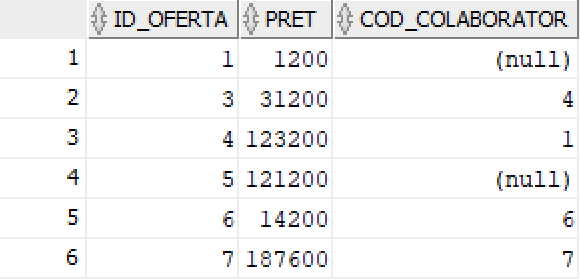 ID_OFERTA PRET COD_COLABORATOR
1 1 1200 (null)
2 3 31200 4
3 4 123200 1
4 5 121200 (null)
5 6 14200 6
6 7 187600 7